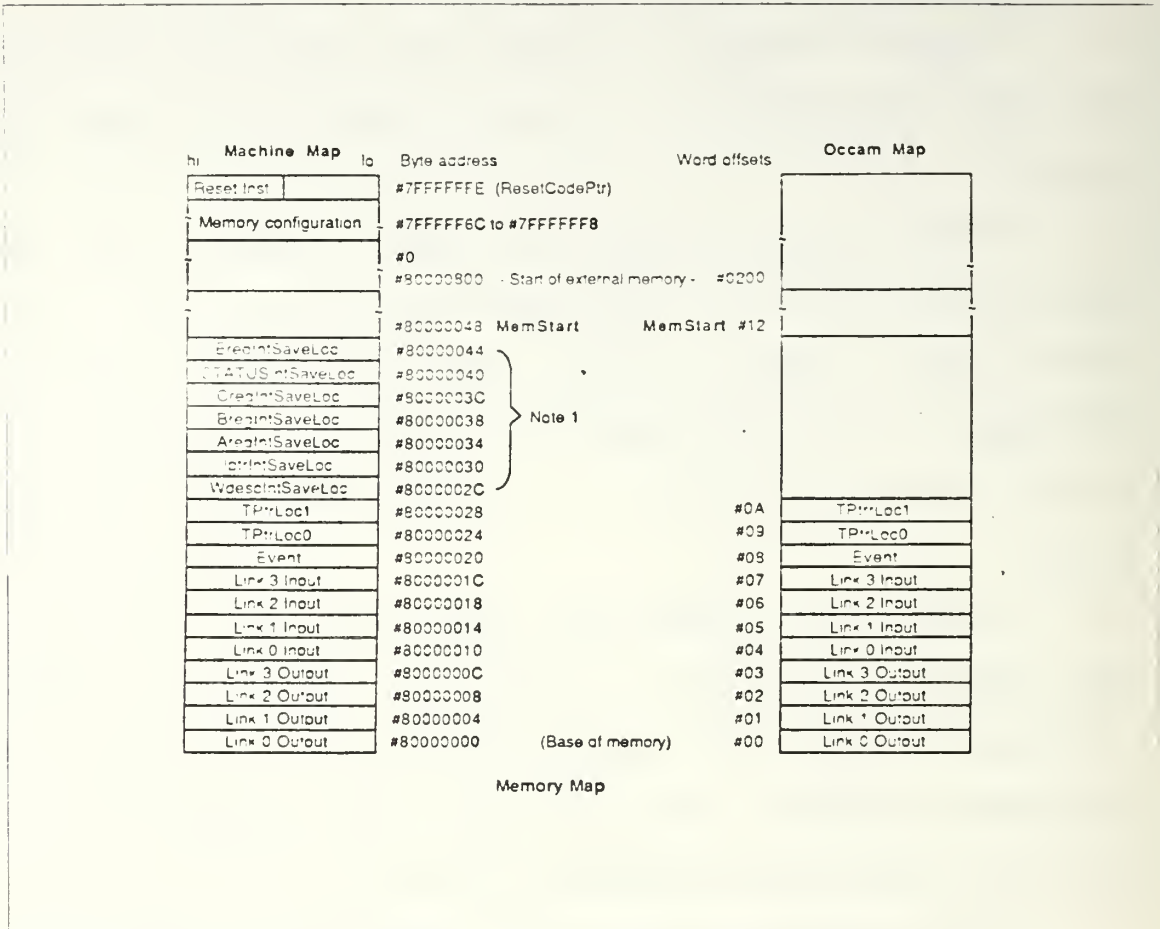 Machine Map Occam Map
hi lo Byte address Word offsets
Reset Inst #7FFFFFFE (ResetCodePtr)
Memory configuration #7FFFFF6C to #7FFFFFF8
#0
#80000800 - Start of external memory - #0200
#80000048 MemStart MemStart #12
EregIntSaveLoc #80000044
STATUSIntSaveLoc #80000040
CregIntSaveLoc #8000003C
BregIntSaveLoc #80000038 Note 1
AregIntSaveLoc #80000034
IptrIntSaveLoc #80000030
WdescIntSaveLoc #8000002C
TPtrLoc1 #80000028 #0A TPtrLoc1
TPtrLoc0 #80000024 #09 TPtrLoc0
Event #80000020 #08 Event
Link 3 Input #8000001C #07 Link 3 Input
Link 2 Input #80000018 #06 Link 2 Input
Link 1 Input #80000014 #05 Link 1 Input
Link 0 Input #80000010 #04 Link 0 Input
Link 3 Output #8000000C #03 Link 3 Output
Link 2 Output #80000008 #02 Link 2 Output
Link 1 Output #80000004 #01 Link 1 Output
Link 0 Output #80000000 (Base of memory) #00 Link 0 Output
Memory Map